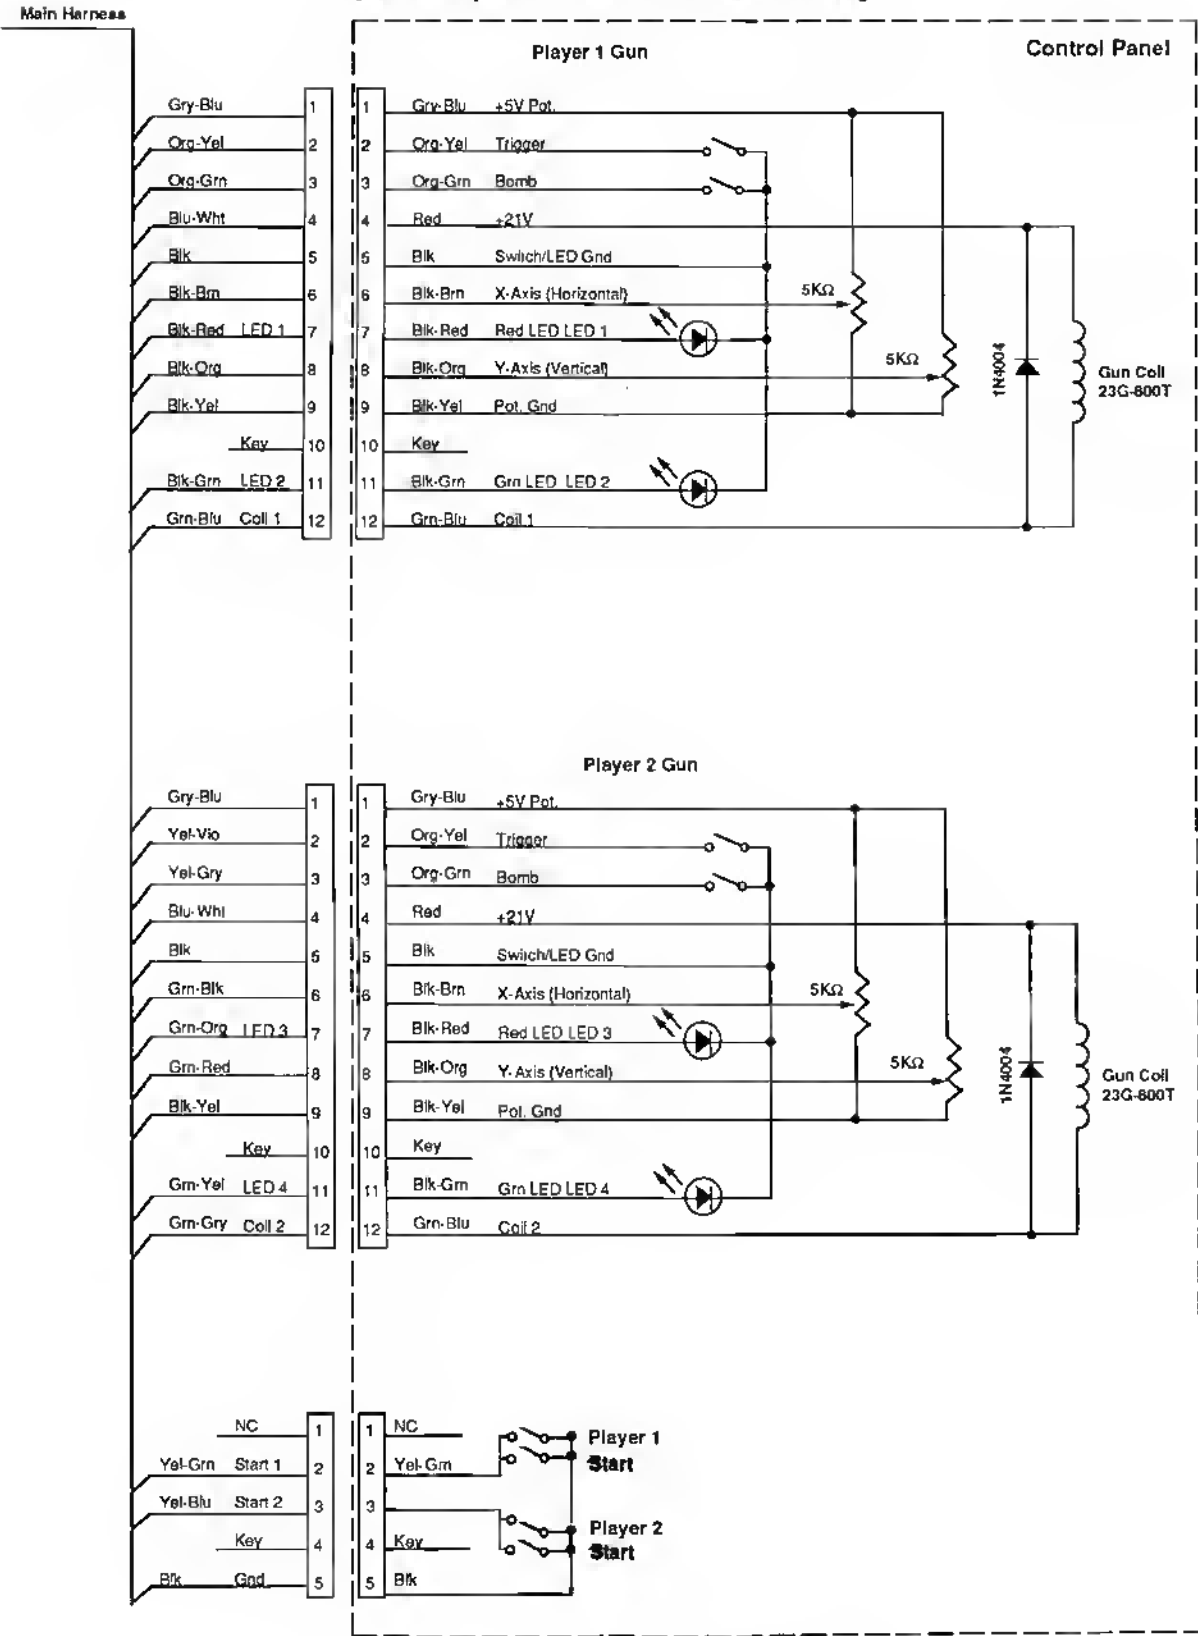 Main Harness
Control Panel
Player 1 Gun
Gry-Blu 1 1 Gry-Blu +5V Pot.
Org-Yel 2 2 Org-Yel Trigger
Org-Grn 3 3 Org-Grn Bomb
Blu-Wht 4 4 Red +21V
Blk 5 5 Blk Switch/LED Gnd
Blk-Brn 6 6 Blk-Brn X-Axis (Horizontal) 5KΩ
Blk-Red LED 1 7 7 Blk-Red Red LED LED 1
Blk-Org 8 8 Blk-Org Y-Axis (Vertical) 5KΩ
1N4004
Gun Coil
23G-800T
Blk-Yel 9 9 Blk-Yel Pot. Gnd
Key 10 10 Key
Blk-Grn LED 2 11 11 Blk-Grn Grn LED LED 2
Grn-Blu Coil 1 12 12 Grn-Blu Coil 1
Player 2 Gun
Gry-Blu 1 1 Gry-Blu +5V Pot.
Yel-Vio 2 2 Org-Yel Trigger
Yel-Gry 3 3 Org-Grn Bomb
Blu-Wht 4 4 Red +21V
Blk 5 5 Blk Switch/LED Gnd
Grn-Blk 6 6 Blk-Brn X-Axis (Horizontal) 5KΩ
Grn-Org LED 3 7 7 Blk-Red Red LED LED 3
Grn-Red 8 8 Blk-Org Y-Axis (Vertical) 5KΩ
1N4004
Gun Coil
23G-800T
Blk-Yel 9 9 Blk-Yel Pot. Gnd
Key 10 10 Key
Grn-Yel LED 4 11 11 Blk-Grn Grn LED LED 4
Grn-Gry Coil 2 12 12 Grn-Blu Coil 2
NC 1 1 NC
Player 1
Start
Yel-Grn Start 1 2 2 Yel-Grn
Yel-Blu Start 2 3 3
Player 2
Start
Key 4 4 Key
Blk Gnd 5 5 Blk